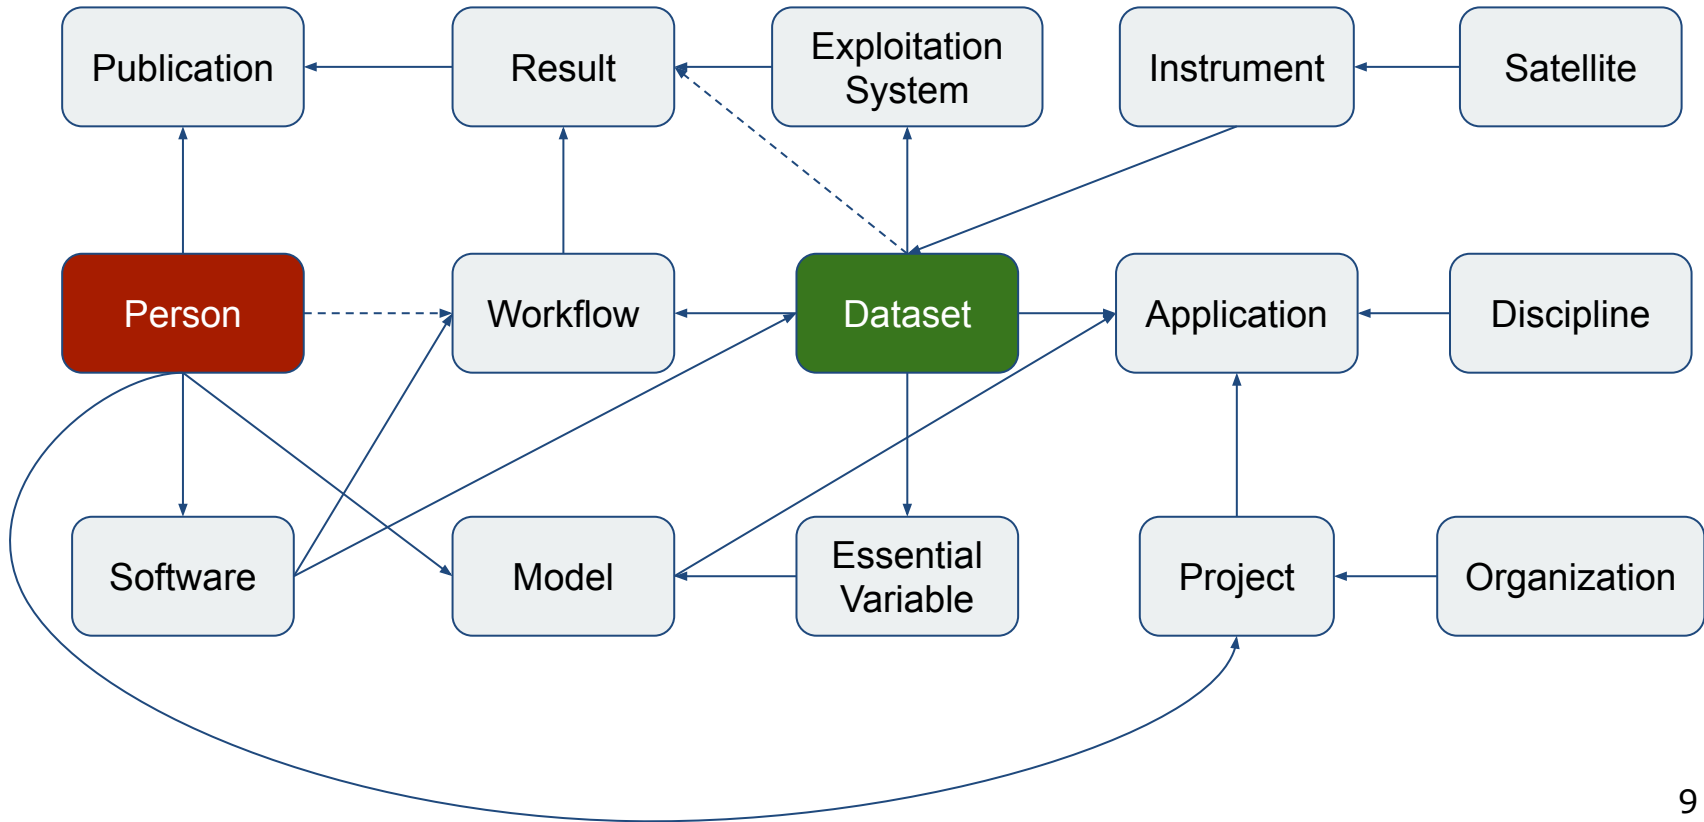 Publication
Result
Exploitation
System
Instrument
Satellite
Person
Workflow
Dataset
Application
Discipline
Software
Model
Essential
Variable
Project
Organization
9